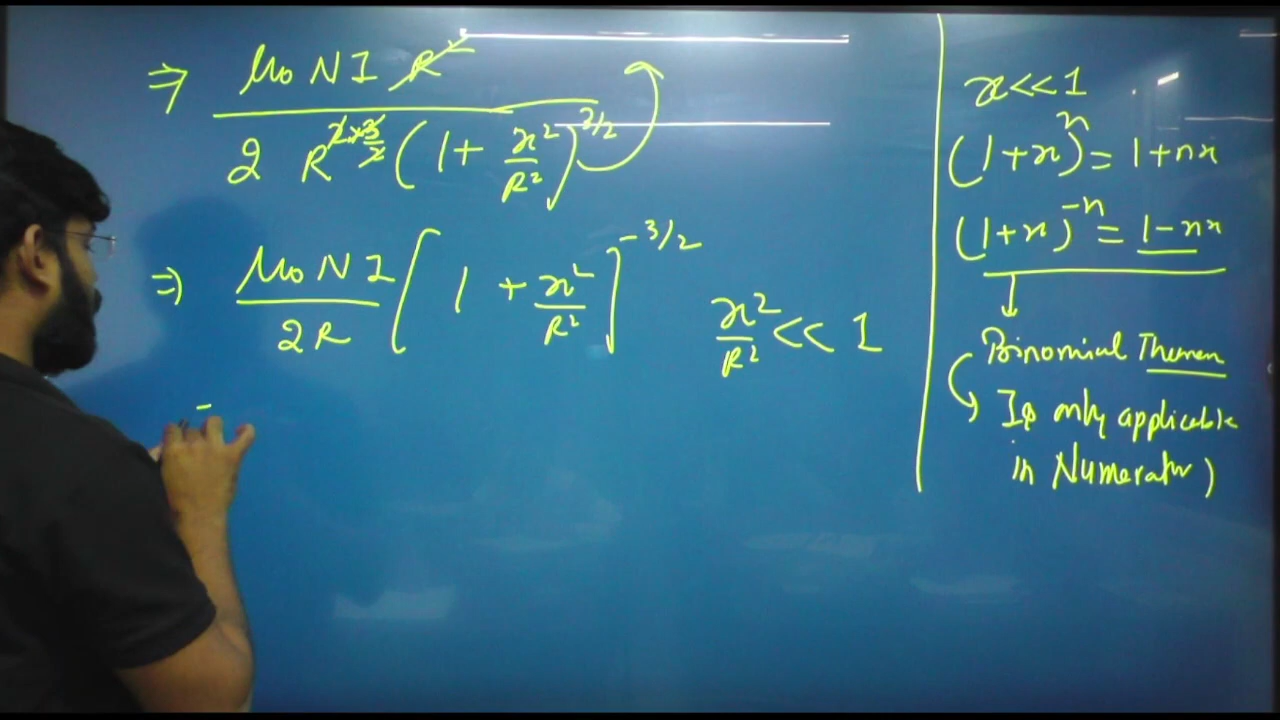 ⇒ μ₀ N I R²
2 R^(2×3/2) (1 + x²/R²)^3/2
⇒ μ₀ N I / 2R [ 1 + x²/R² ]^-3/2
x²/R² << 1
-
x<<1
(1+x)^n = 1+nx
(1+x)^-n = 1-nx
↓
Binomial Theorem
Is only applicable
in Numerator)